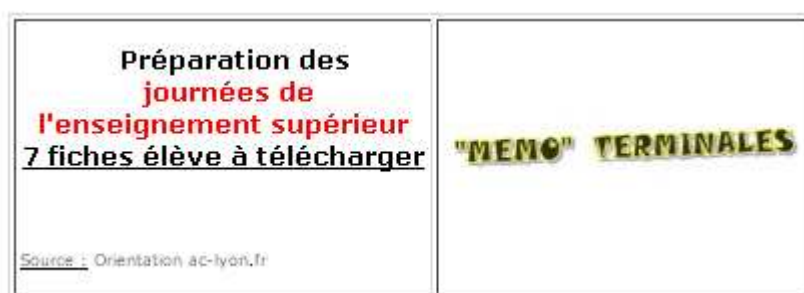 Préparation des
journées de
l'enseignement supérieur
7 fiches élève à télécharger
Source : Orientation ac-lyon.fr
"MEMO" TERMINALES